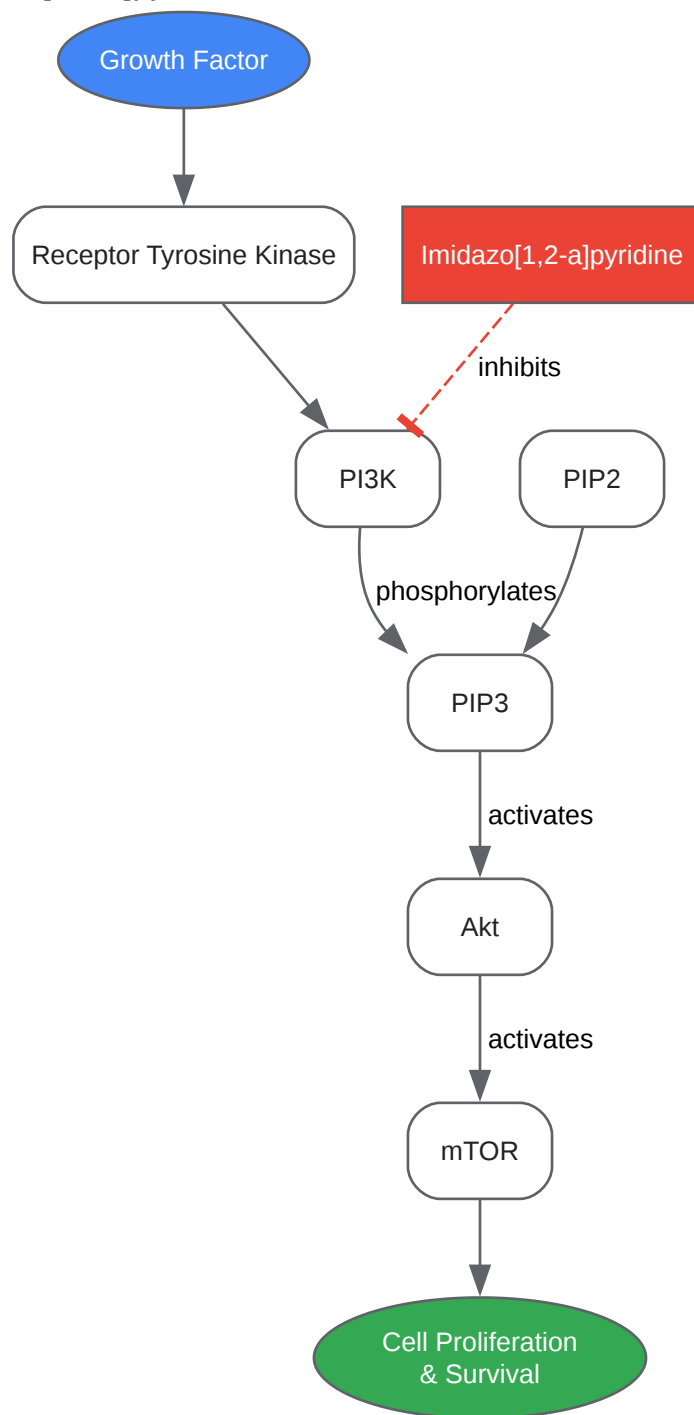 Growth Factor
Receptor Tyrosine Kinase
Imidazo[1,2-a]pyridine
inhibits
PI3K
PIP2
phosphorylates
PIP3
activates
Akt
activates
mTOR
Cell Proliferation
& Survival